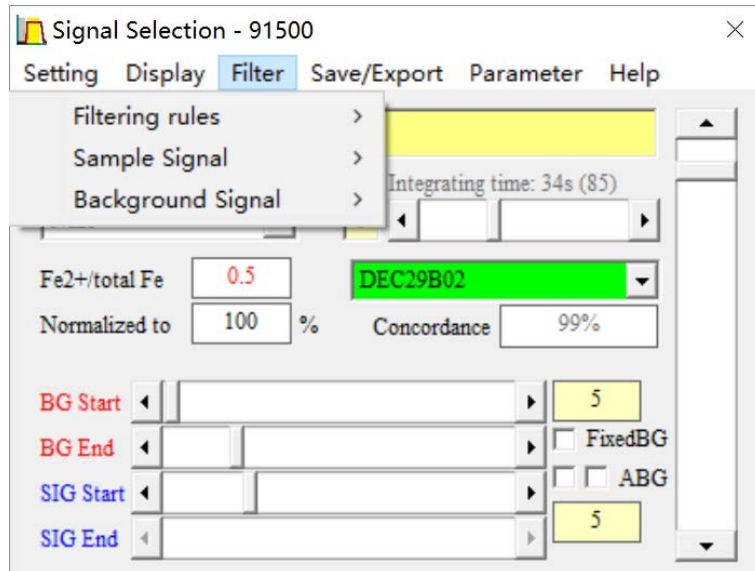 Signal Selection - 91500
Setting Display Filter Save/Export Parameter Help
Filtering rules
Sample Signal
Background Signal
Integrating time: 34s (85)
Fe2+/total Fe 0.5 DEC29B02
Normalized to 100 % Concordance 99%
BG Start 5
BG End FixedBG
SIG Start ABG
SIG End 5